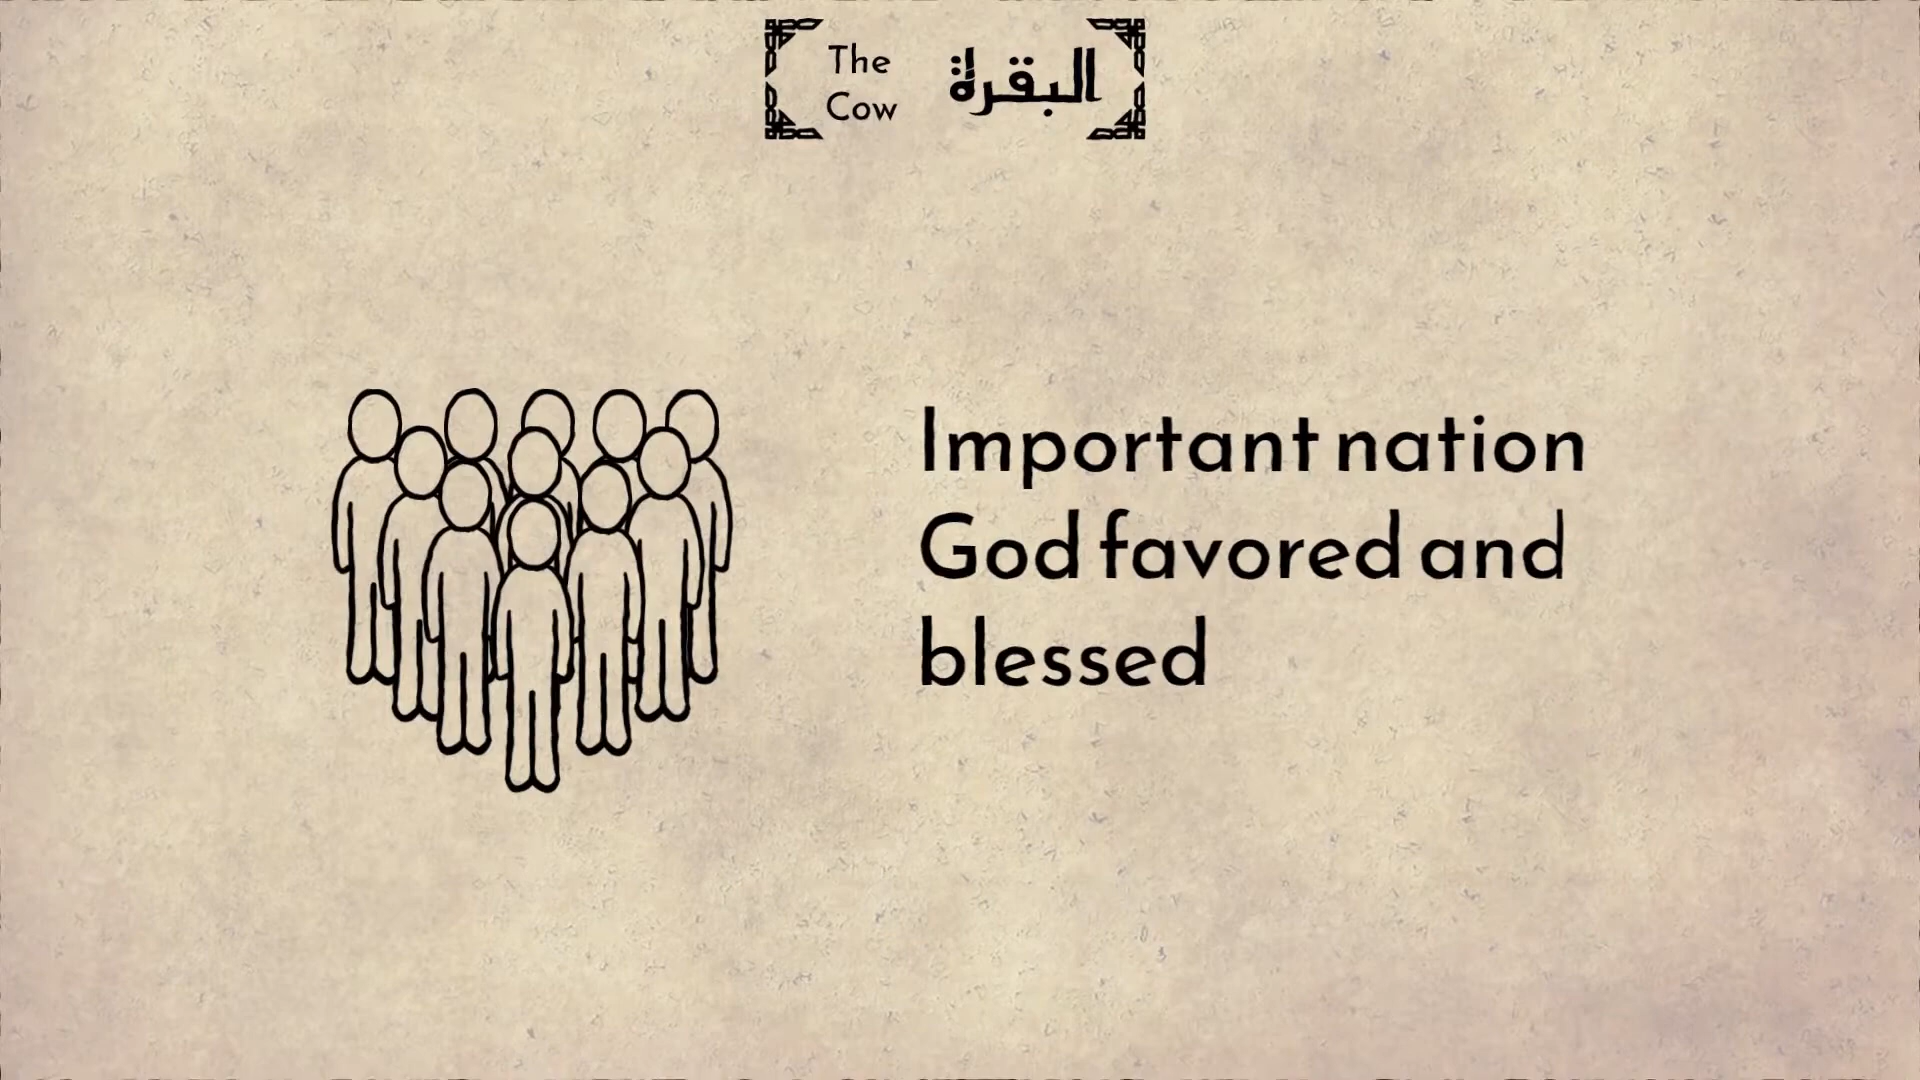 The
Cow
البقرة
Important nation
God favored and
blessed